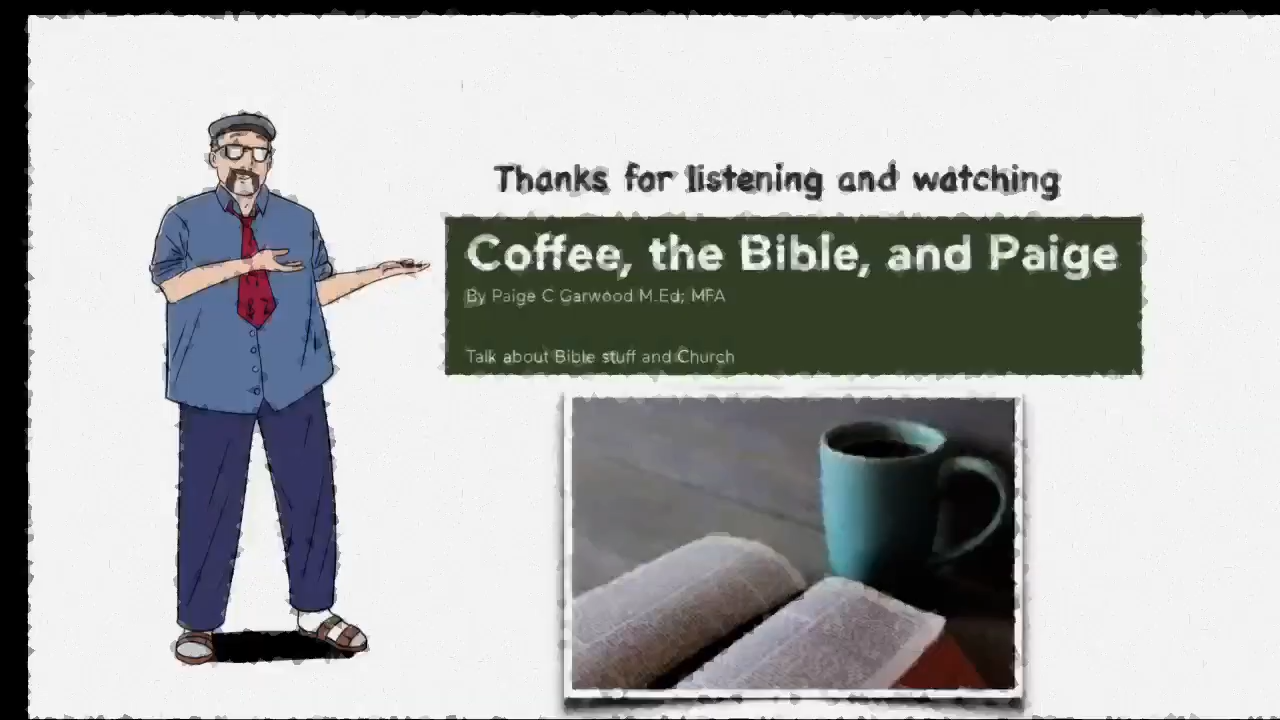 Thanks for listening and watching
Coffee, the Bible, and Paige
By Paige C Garwood M.Ed; MFA
Talk about Bible stuff and Church